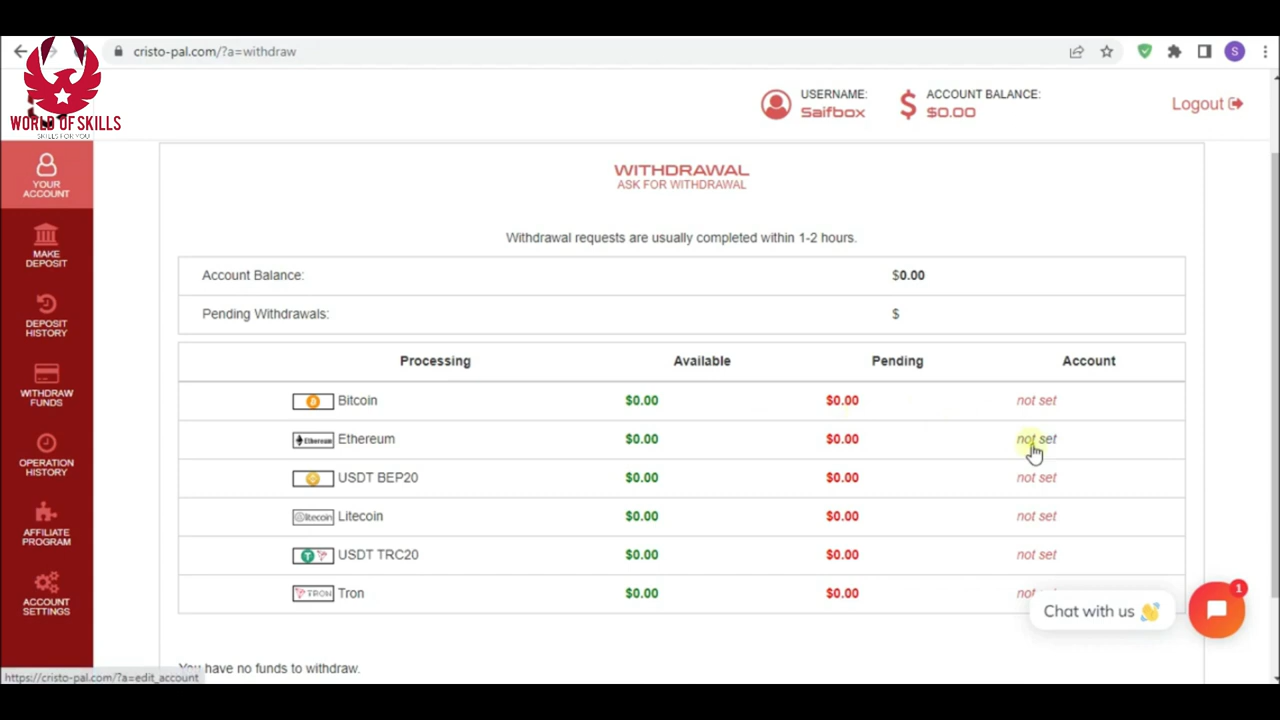 cristo-pal.com/?a=withdraw
S
WORLD OF SKILLS
SKILLS FOR YOU
USERNAME:
Saifbox
$
ACCOUNT BALANCE:
$0.00
Logout
YOUR
ACCOUNT
MAKE
DEPOSIT
DEPOSIT
HISTORY
WITHDRAW
FUNDS
OPERATION
HISTORY
AFFILIATE
PROGRAM
ACCOUNT
SETTINGS
WITHDRAWAL
ASK FOR WITHDRAWAL
Withdrawal requests are usually completed within 1-2 hours.
Account Balance: $0.00
Pending Withdrawals: $
Processing Available Pending Account
Bitcoin $0.00 $0.00 not set
Ethereum Ethereum $0.00 $0.00 not set
USDT BEP20 $0.00 $0.00 not set
litecoin Litecoin $0.00 $0.00 not set
USDT TRC20 $0.00 $0.00 not set
TRON Tron $0.00 $0.00
Chat with us
1
You have no funds to withdraw.
https://cristo-pal.com/?a=edit_account